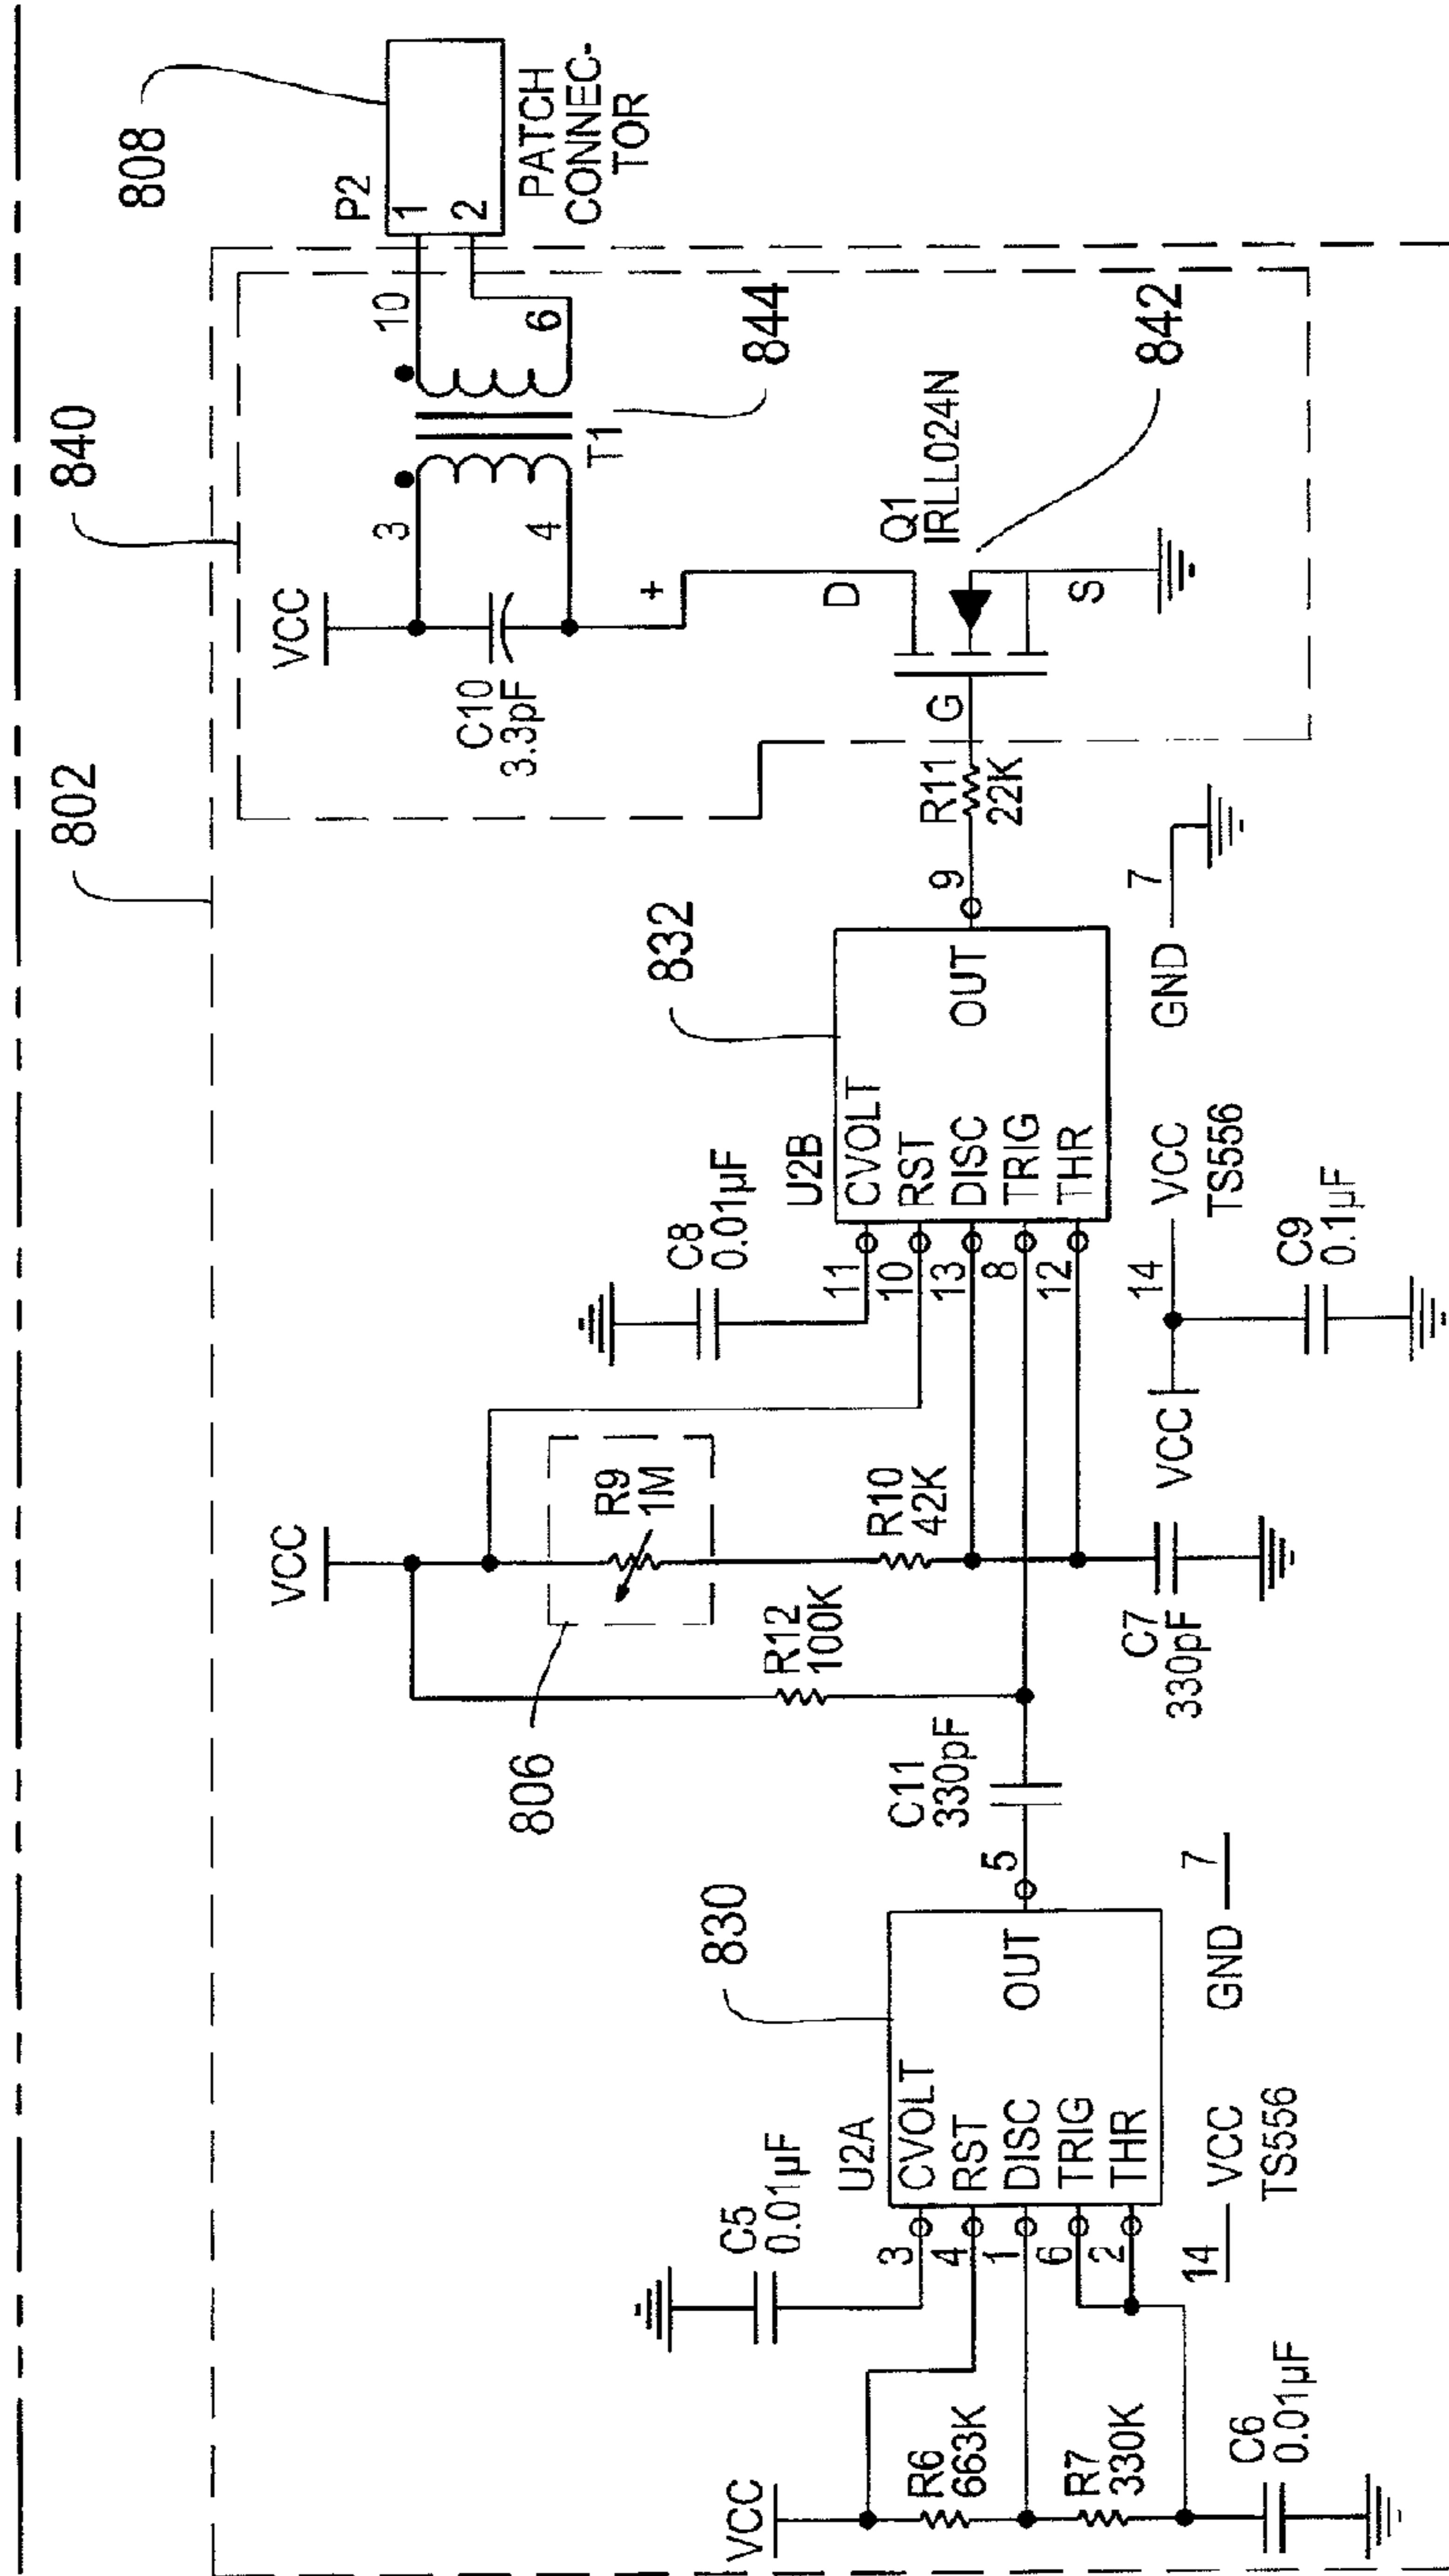 802
840
808
VCC
R6
663K
R7
330K
C6
0.01µF
C5
0.01µF
3
4
1
6
2
U2A
CVOLT
RST
DISC
TRIG
THR
OUT
830
5
14
VCC
TS556
GND
7
C11
330pF
806
VCC
R12
100K
R9
1M
R10
42K
C7
330pF
C8
0.01µF
11
10
13
8
12
U2B
CVOLT
RST
DISC
TRIG
THR
OUT
832
9
VCC
14
VCC
TS556
C9
0.1µF
GND
7
R11
22K
G
D
S
Q1
IRLL024N
842
VCC
C10
3.3pF
+
3
4
T1
844
10
6
P2
1
2
PATCH
CONNEC-
TOR